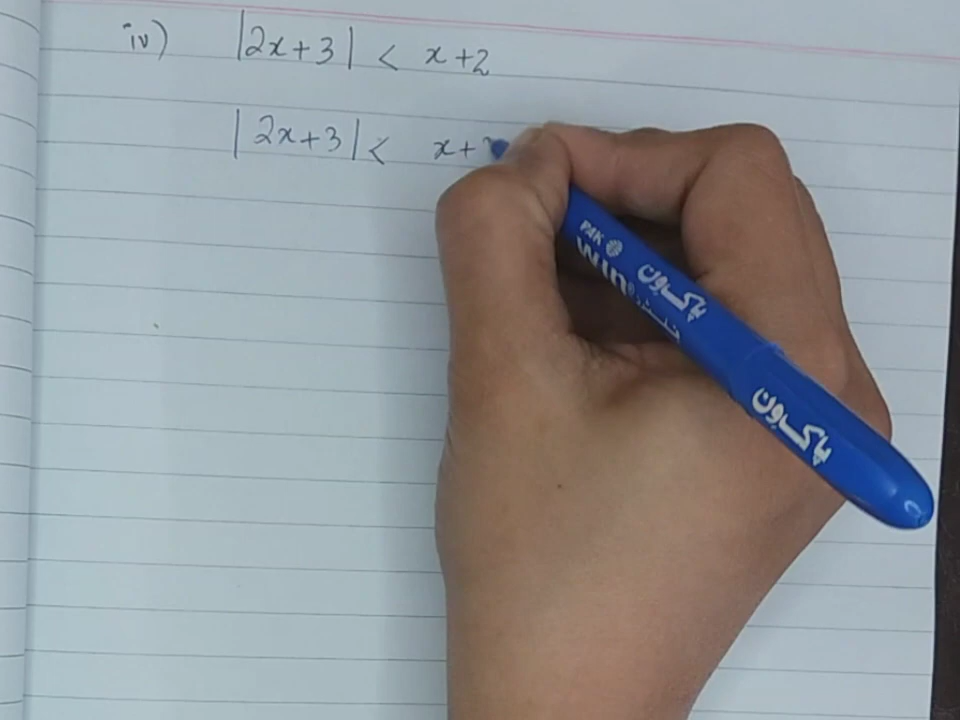 iv) |2x+3| < x+2
|2x+3| < x+
PAK
WIN
پاک ون
پاک ون